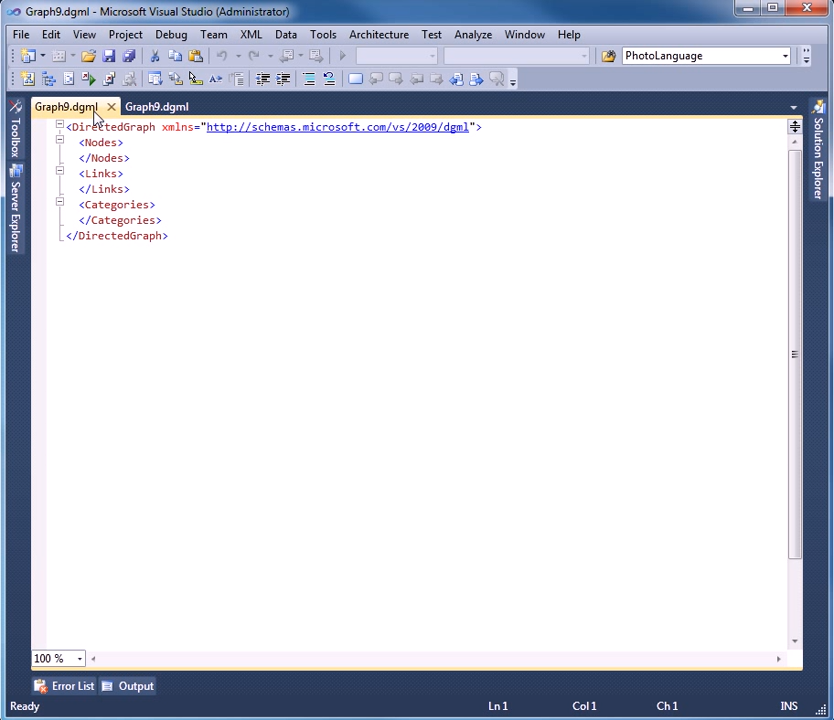 Graph9.dgml - Microsoft Visual Studio (Administrator)
File Edit View Project Debug Team XML Data Tools Architecture Test Analyze Window Help
PhotoLanguage
Graph9.dgml Graph9.dgml
Toolbox
Server Explorer
Solution Explorer
<DirectedGraph xmlns="http://schemas.microsoft.com/vs/2009/dgml">
<Nodes>
</Nodes>
<Links>
</Links>
<Categories>
</Categories>
</DirectedGraph>
100 %
Error List Output
Ready Ln 1 Col 1 Ch 1 INS